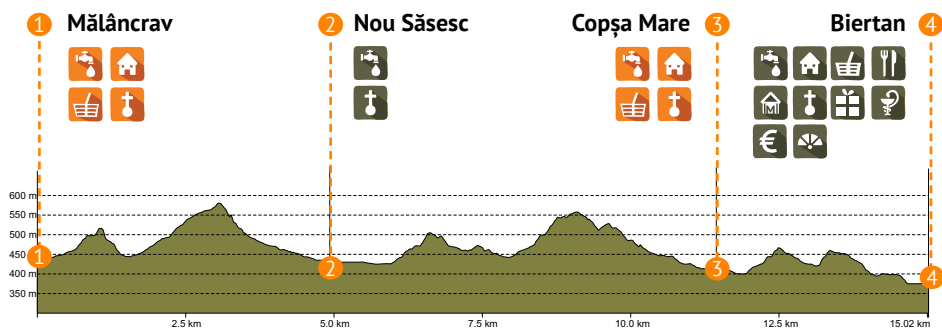 1 Mălâncrav
2 Nou Săsesc
Copșa Mare 3
Biertan 4
M
€
600 m
550 m
500 m
450 m
400 m
350 m
1
2
3
4
2.5 km
5.0 km
7.5 km
10.0 km
12.5 km
15.02 km